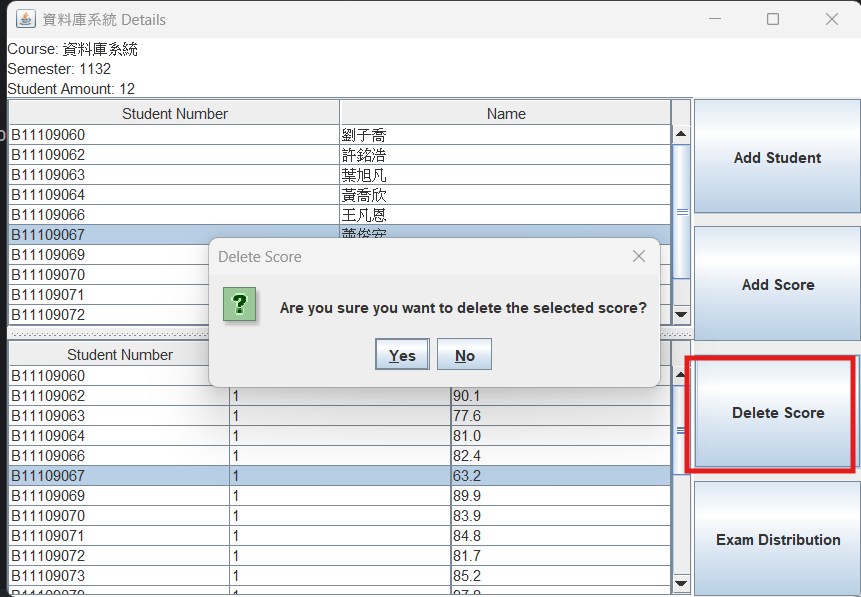 資料庫系統 Details
Course: 資料庫系統
Semester: 1132
Student Amount: 12
Student Number Name
B11109060 劉子喬
B11109062 許銘浩
B11109063 葉旭凡
B11109064 黃喬欣
B11109066 王凡恩
B11109067
B11109069
B11109070
B11109071
B11109072
Add Student
Add Score
Delete Score
Exam Distribution
Delete Score
Are you sure you want to delete the selected score?
Yes No
Student Number
B11109060
B11109062 1 90.1
B11109063 1 77.6
B11109064 1 81.0
B11109066 1 82.4
B11109067 1 63.2
B11109069 1 89.9
B11109070 1 83.9
B11109071 1 84.8
B11109072 1 81.7
B11109073 1 85.2